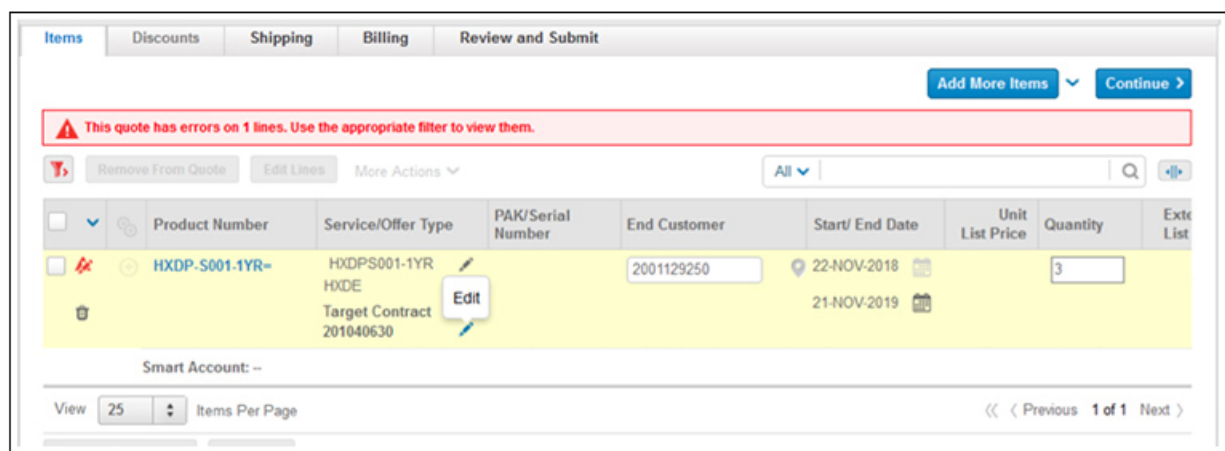 Items Discounts Shipping Billing Review and Submit
Add More Items Continue >
This quote has errors on 1 lines. Use the appropriate filter to view them.
Remove From Quote Edit Lines More Actions All
Product Number Service/Offer Type PAK/Serial Number End Customer Start/ End Date Unit List Price Quantity Exte List
HXDP-S001-1YR= HXDPS001-1YR 2001129250 22-NOV-2018 3
HXDE
Edit
Target Contract 21-NOV-2019
201040630
Smart Account: --
View 25 Items Per Page << < Previous 1 of 1 Next >